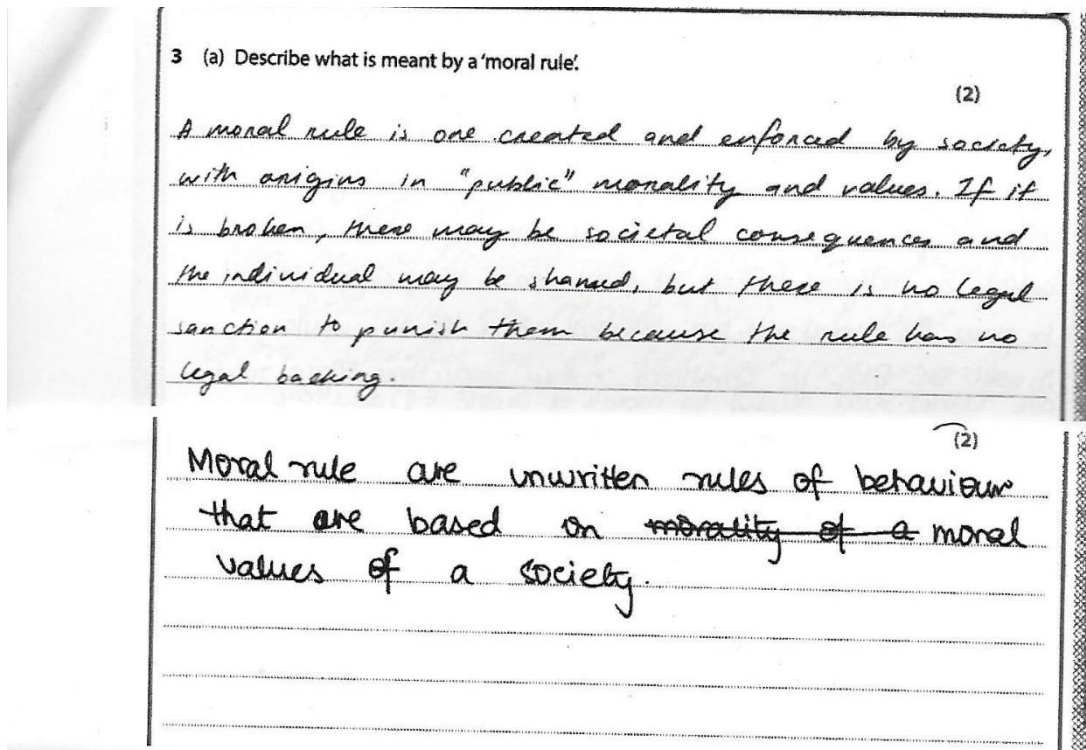 3 (a) Describe what is meant by a 'moral rule'.
(2)
A moral rule is one created and enforced by society,
with origins in "public" morality and values. If it
is broken, there may be societal consequences and
the individual may be shamed, but there is no legal
sanction to punish them because the rule has no
legal backing.
(2)
Moral rule are unwritten rules of behaviour
that are based on morality of a moral
values of a society.